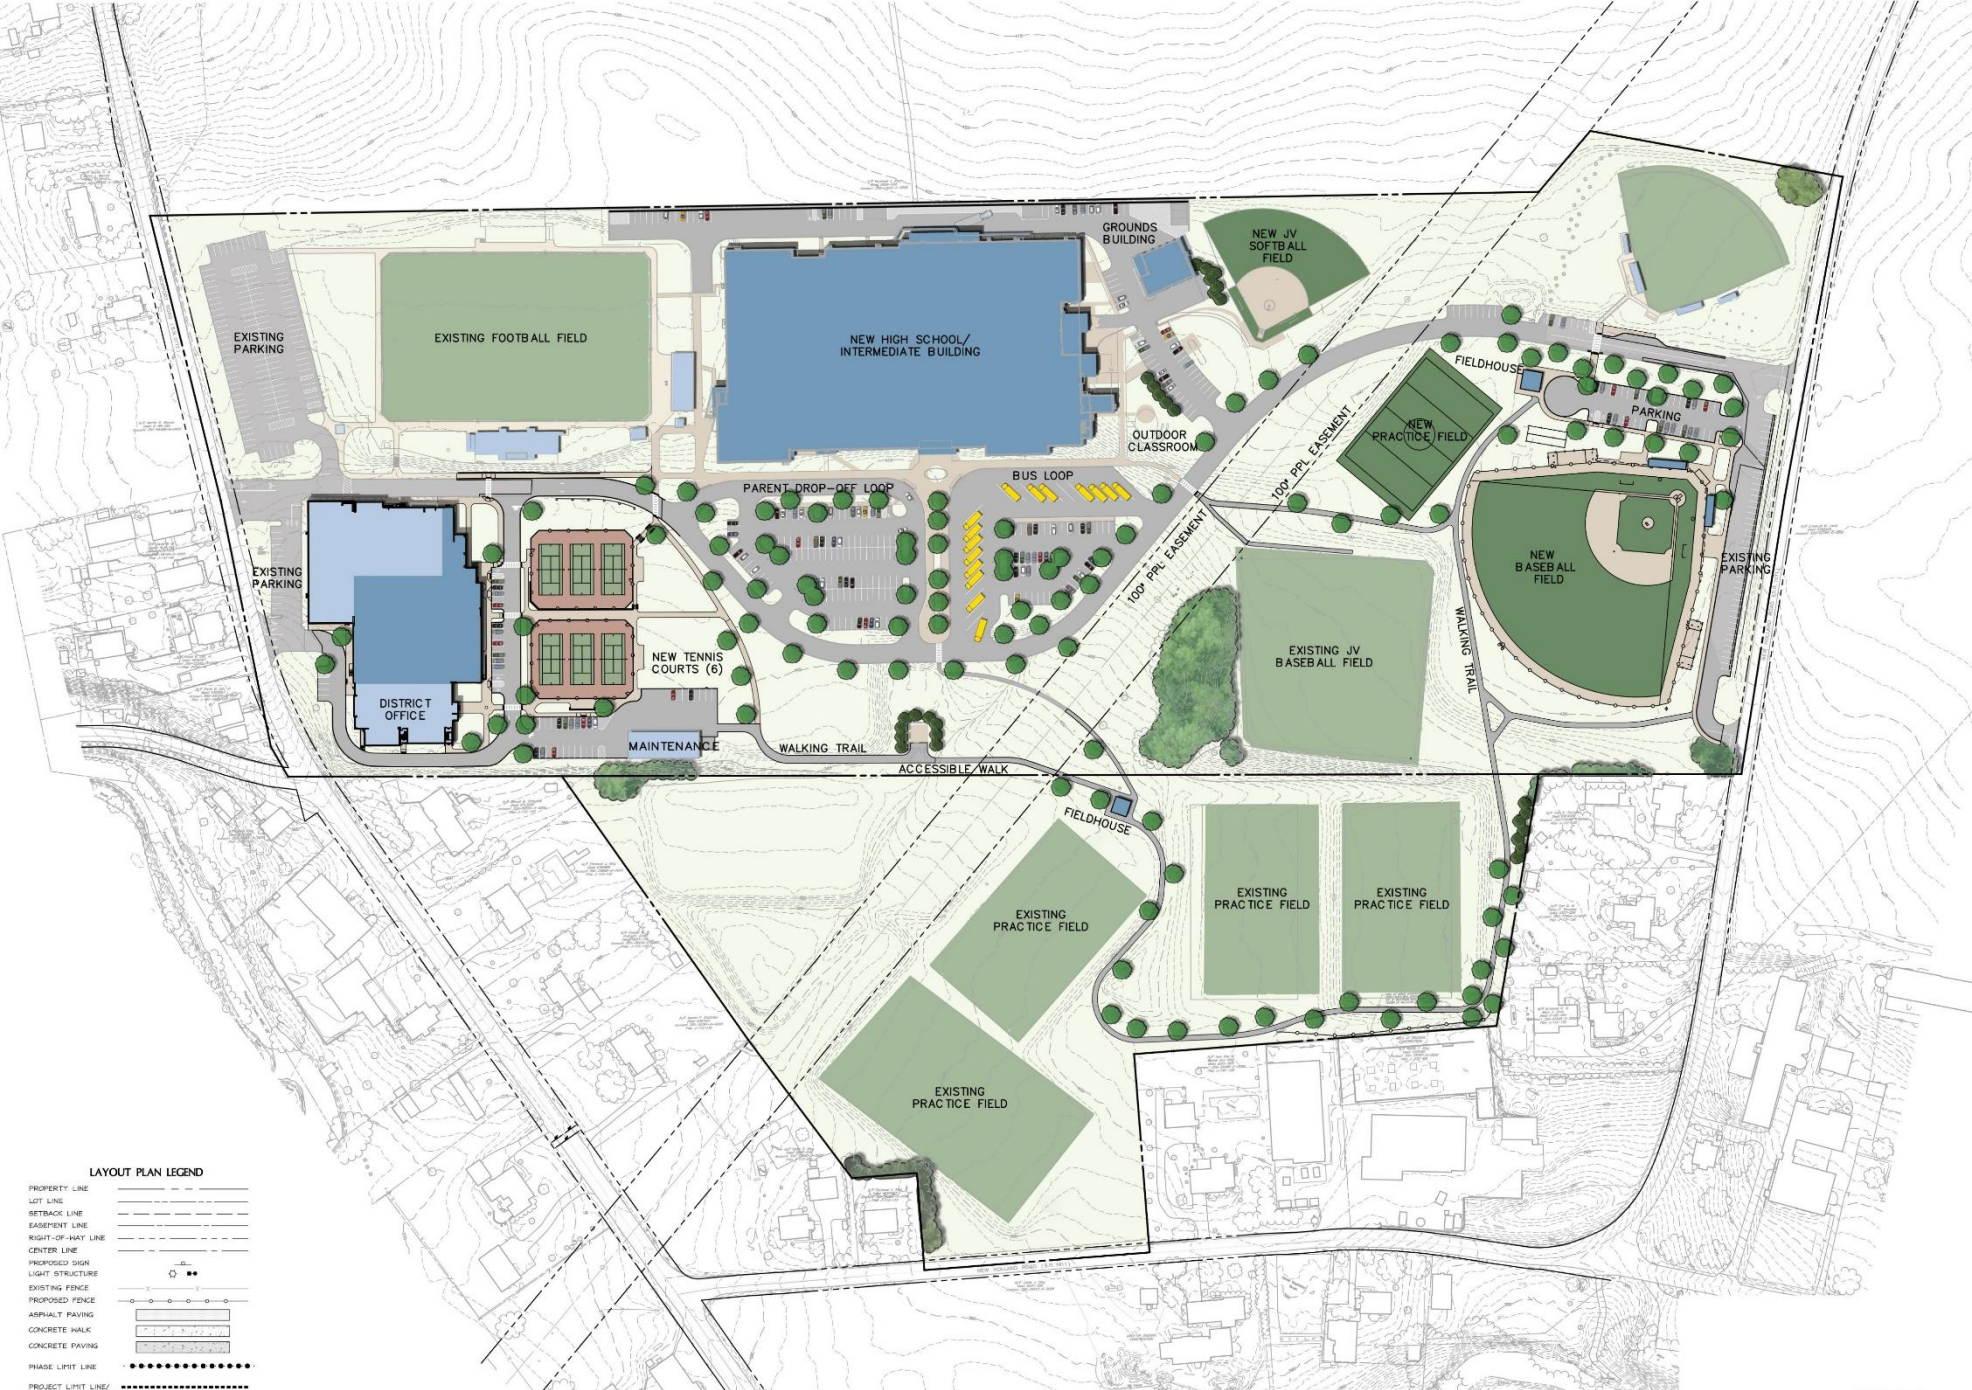 GROUNDS
BUILDING
NEW JV
SOFTBALL
FIELD
EXISTING
PARKING
EXISTING FOOTBALL FIELD
NEW HIGH SCHOOL/
INTERMEDIATE BUILDING
FIELDHOUSE
PARKING
NEW
PRACTICE FIELD
OUTDOOR
CLASSROOM
100' PPL EASEMENT
PARENT DROP-OFF LOOP
BUS LOOP
100' PPL EASEMENT
EXISTING
PARKING
NEW
BASEBALL
FIELD
EXISTING
PARKING
WALKING TRAIL
EXISTING JV
BASEBALL FIELD
NEW TENNIS
COURTS (6)
DISTRICT
OFFICE
MAINTENANCE
WALKING TRAIL
ACCESSIBLE WALK
FIELDHOUSE
EXISTING
PRACTICE FIELD
EXISTING
PRACTICE FIELD
EXISTING
PRACTICE FIELD
EXISTING
PRACTICE FIELD
LAYOUT PLAN LEGEND
PROPERTY LINE
LOT LINE
SETBACK LINE
EASEMENT LINE
RIGHT-OF-WAY LINE
CENTER LINE
PROPOSED SIGN
LIGHT STRUCTURE
EXISTING FENCE
PROPOSED FENCE
ASPHALT PAVING
CONCRETE WALK
CONCRETE PAVING
PHASE LIMIT LINE
PROJECT LIMIT LINE/